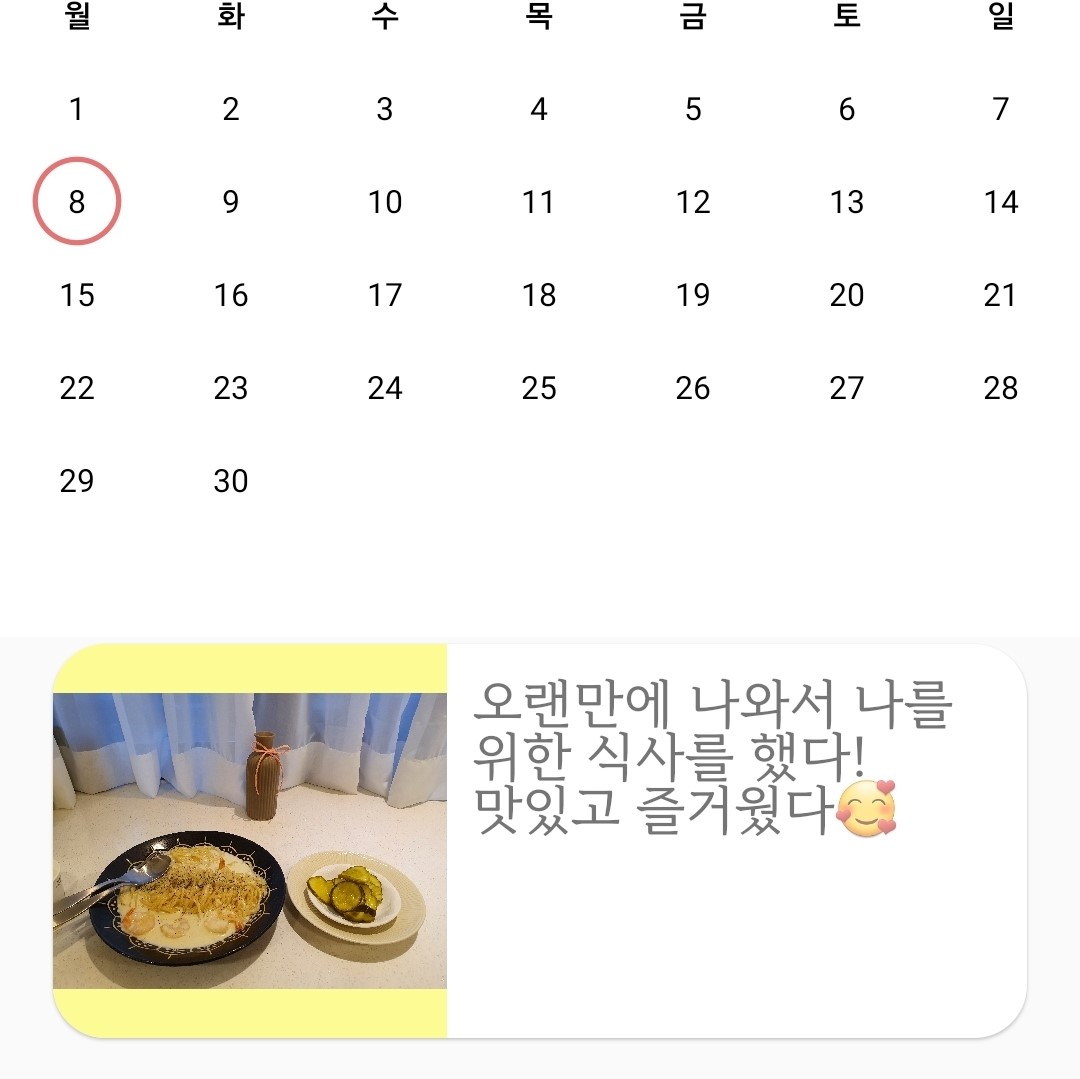 월 화 수 목 금 토 일
1 2 3 4 5 6 7
8 9 10 11 12 13 14
15 16 17 18 19 20 21
22 23 24 25 26 27 28
29 30
오랜만에 나와서 나를
위한 식사를 했다!
맛있고 즐거웠다🥰